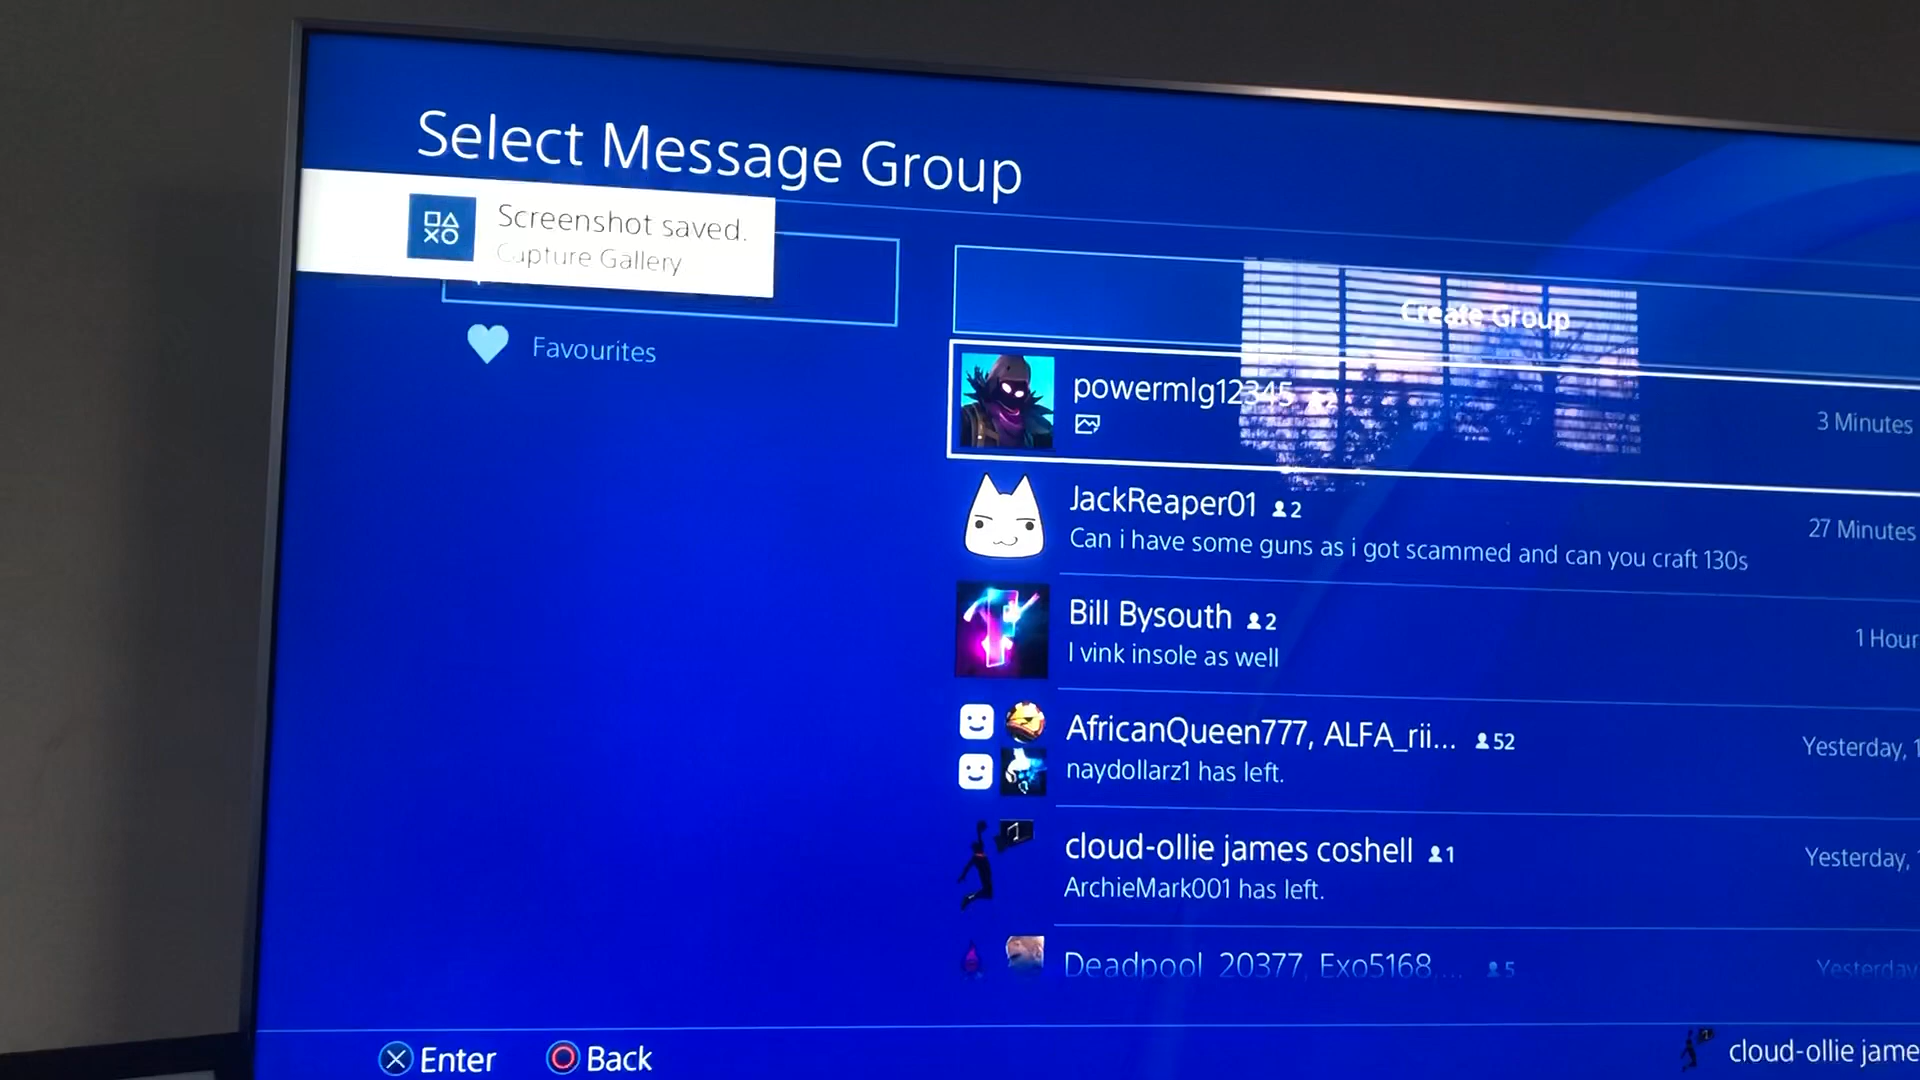 Select Message Group
Screenshot saved.
Capture Gallery
Favourites
Create Group
powermlg12345
3 Minutes
JackReaper01 2
27 Minutes
Can i have some guns as i got scammed and can you craft 130s
Bill Bysouth 2
1 Hour
I vink insole as well
AfricanQueen777, ALFA_rii... 52
Yesterday, 1
naydollarz1 has left.
cloud-ollie james coshell 1
Yesterday,
ArchieMark001 has left.
Deadpool_20377, Exo5168, ... 5
Yesterday
Enter
Back
cloud-ollie jame